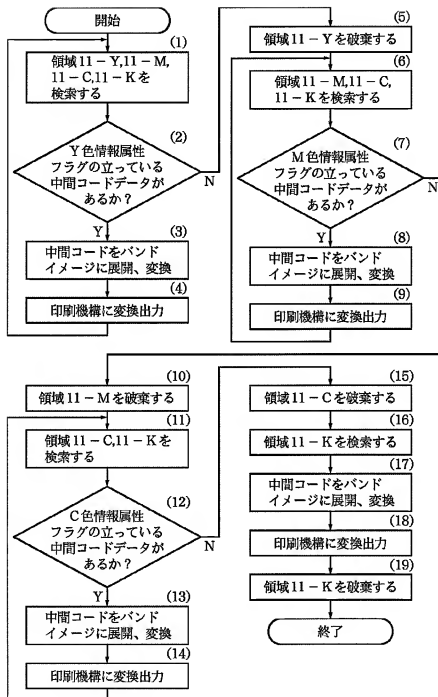 開始
(1)
領域11－Y,11－M,
11－C,11－Kを
検索する
(2)
Y色情報属性
フラグの立っている
中間コードデータが
あるか？
N
Y
(3)
中間コードをバンド
イメージに展開、変換
(4)
印刷機構に変換出力
(5)
領域11－Yを破棄する
(6)
領域11－M,11－C,
11－Kを検索する
(7)
M色情報属性
フラグの立っている
中間コードデータが
あるか？
N
Y
(8)
中間コードをバンド
イメージに展開、変換
(9)
印刷機構に変換出力
(10)
領域11－Mを破棄する
(11)
領域11－C,11－Kを
検索する
(12)
C色情報属性
フラグの立っている
中間コードデータが
あるか？
N
Y
(13)
中間コードをバンド
イメージに展開、変換
(14)
印刷機構に変換出力
(15)
領域11－Cを破棄する
(16)
領域11－Kを検索する
(17)
中間コードをバンド
イメージに展開、変換
(18)
印刷機構に変換出力
(19)
領域11－Kを破棄する
終了